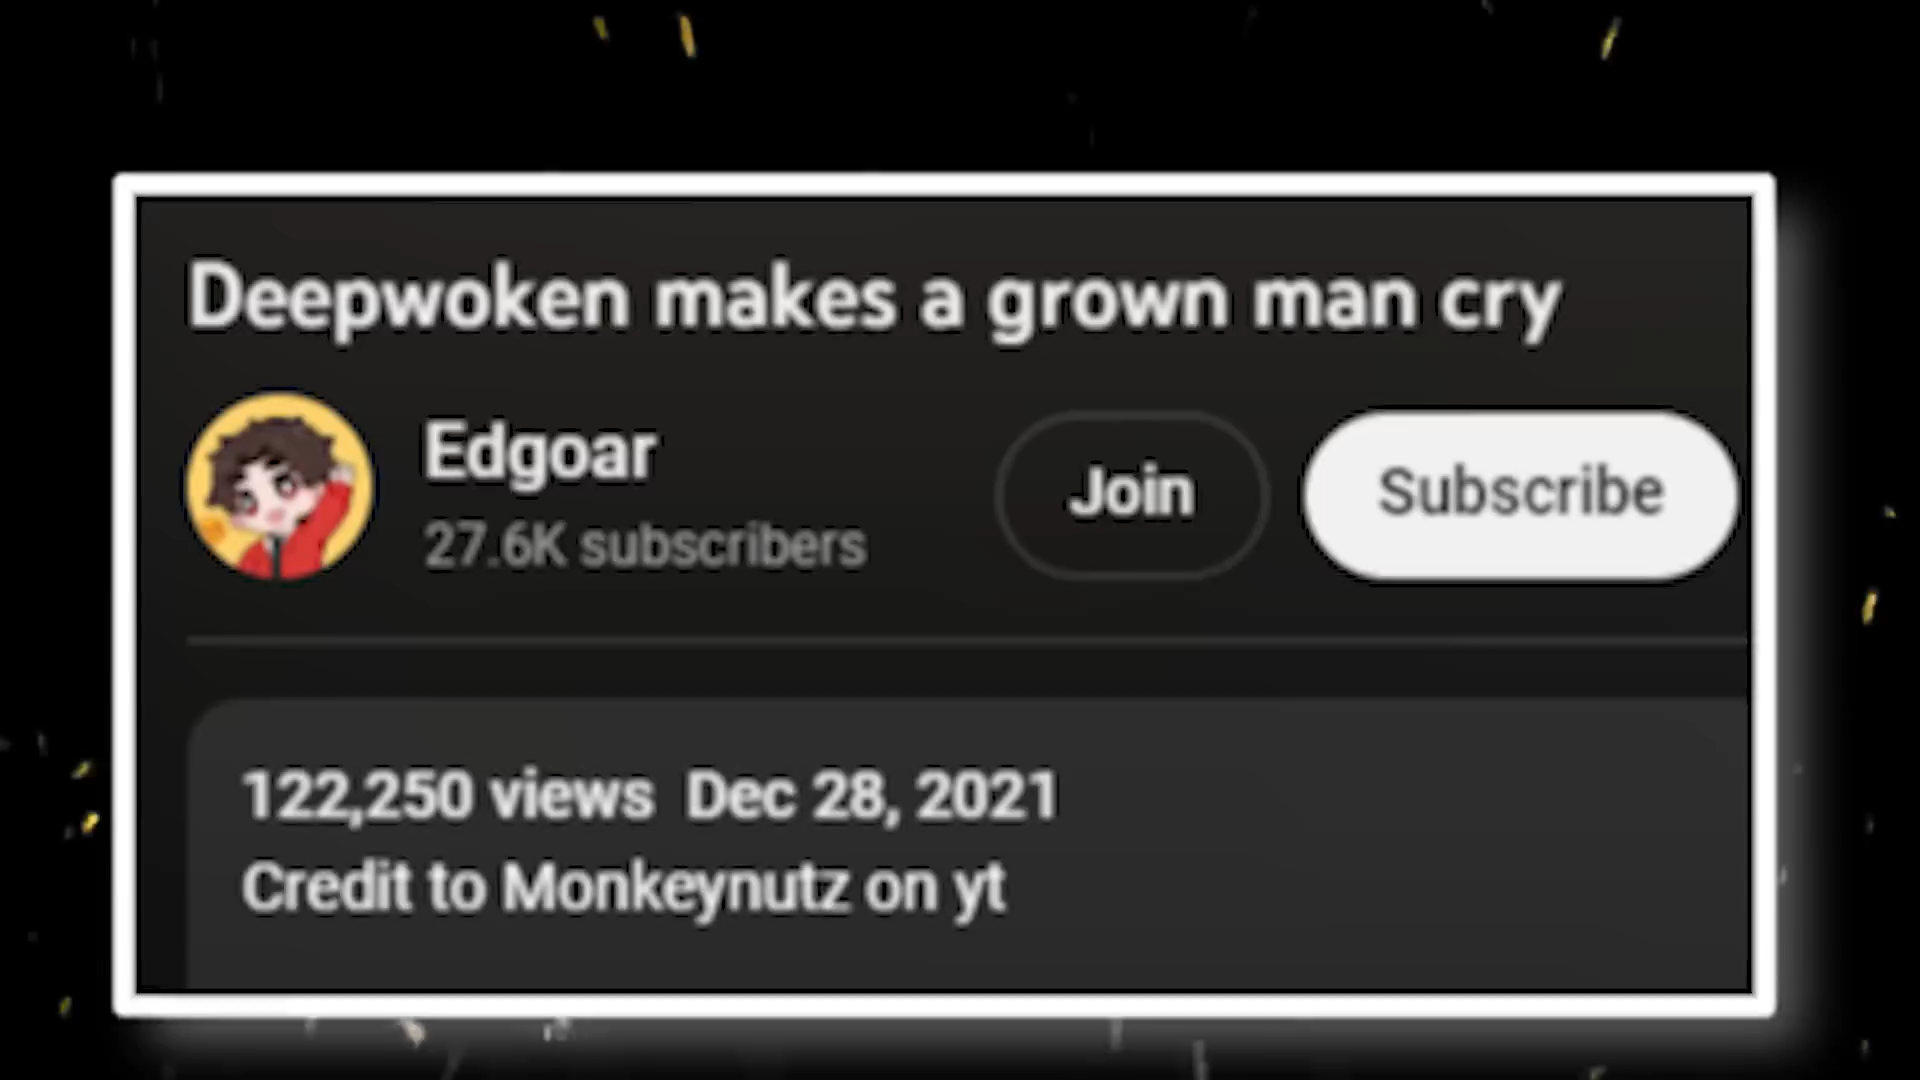 Deepwoken makes a grown man cry
Edgoar
Join
Subscribe
27.6K subscribers
122,250 views Dec 28, 2021
Credit to Monkeynutz on yt